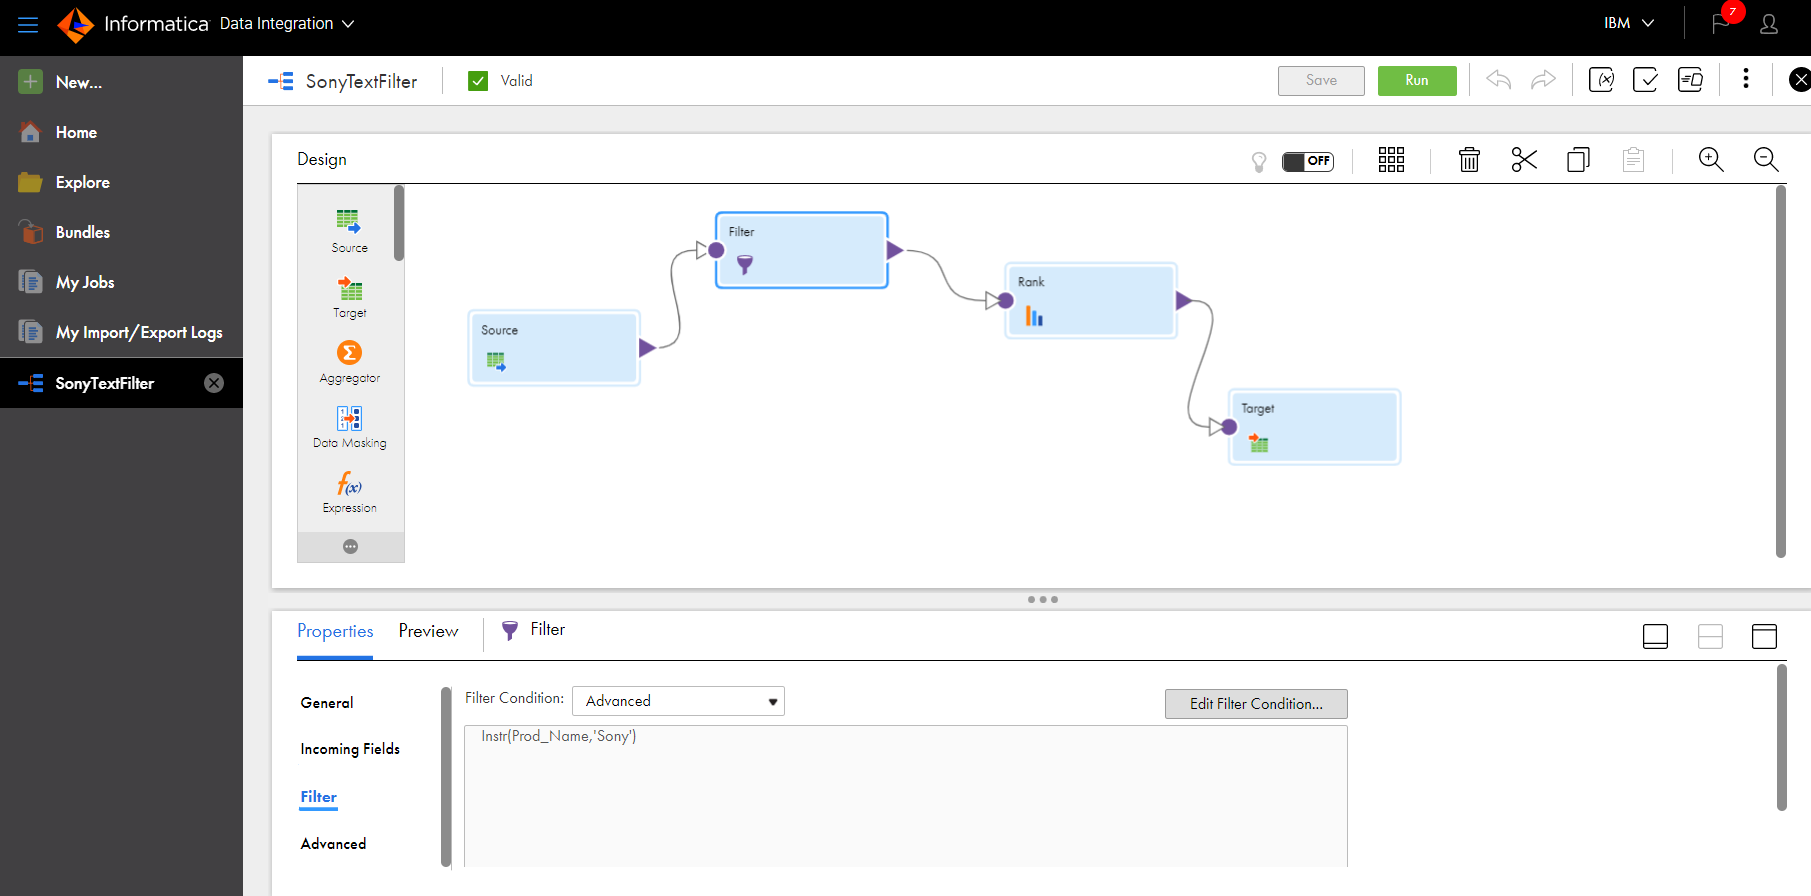 Informatica Data Integration
IBM
7
New...
Home
Explore
Bundles
My Jobs
My Import/Export Logs
SonyTextFilter
SonyTextFilter
Valid
Save
Run
Design
OFF
Source
Target
Aggregator
Data Masking
Expression
Source
Filter
Rank
Target
Properties
Preview
Filter
General
Incoming Fields
Filter
Advanced
Filter Condition:
Advanced
Edit Filter Condition...
Instr(Prod_Name,'Sony')